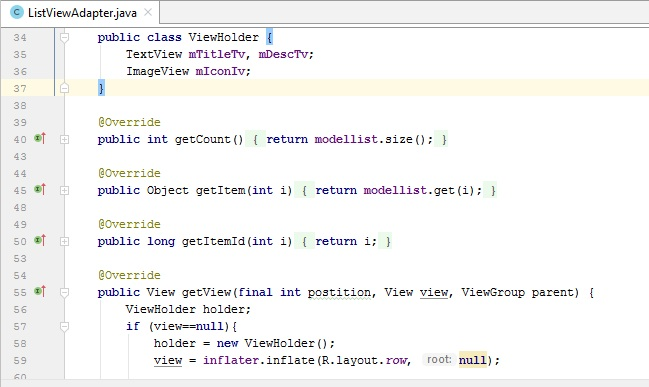 ListViewAdapter.java
34 public class ViewHolder {
35 TextView mTitleTv, mDescTv;
36 ImageView mIconIv;
37 }
38
39 @Override
40 public int getCount() { return modellist.size(); }
43
44 @Override
45 public Object getItem(int i) { return modellist.get(i); }
48
49 @Override
50 public long getItemId(int i) { return i; }
53
54 @Override
55 public View getView(final int postition, View view, ViewGroup parent) {
56 ViewHolder holder;
57 if (view==null){
58 holder = new ViewHolder();
59 view = inflater.inflate(R.layout.row, root: null);